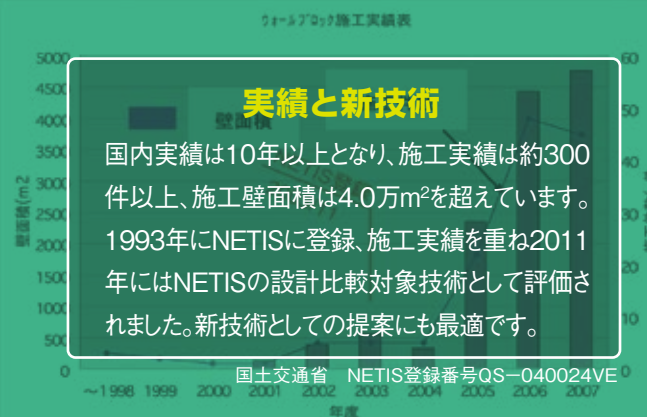 ウォールブロック施工実績表
実績と新技術
国内実績は10年以上となり、施工実績は約300
件以上、施工壁面積は4.0万m²を超えています。
1993年にNETISに登録、施工実績を重ね2011
年にはNETISの設計比較対象技術として評価さ
れました。新技術としての提案にも最適です。
国土交通省 NETIS登録番号QS－040024VE
壁面積
壁面積(m2
5000
4500
4000
3500
3000
2500
2000
1500
1000
500
0
60
50
40
30
20
10
0
～1998 1999 2000 2001 2002 2003 2004 2005 2006 2007
年度